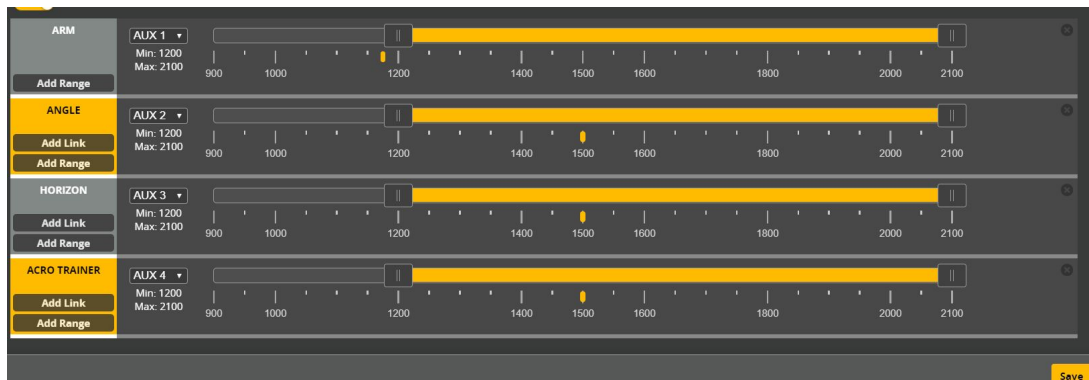 ARM
Add Range
AUX 1
Min: 1200
Max: 2100
900 1000 1200 1400 1500 1600 1800 2000 2100
ANGLE
Add Link
Add Range
AUX 2
Min: 1200
Max: 2100
900 1000 1200 1400 1500 1600 1800 2000 2100
HORIZON
Add Link
Add Range
AUX 3
Min: 1200
Max: 2100
900 1000 1200 1400 1500 1600 1800 2000 2100
ACRO TRAINER
Add Link
Add Range
AUX 4
Min: 1200
Max: 2100
900 1000 1200 1400 1500 1600 1800 2000 2100
Save